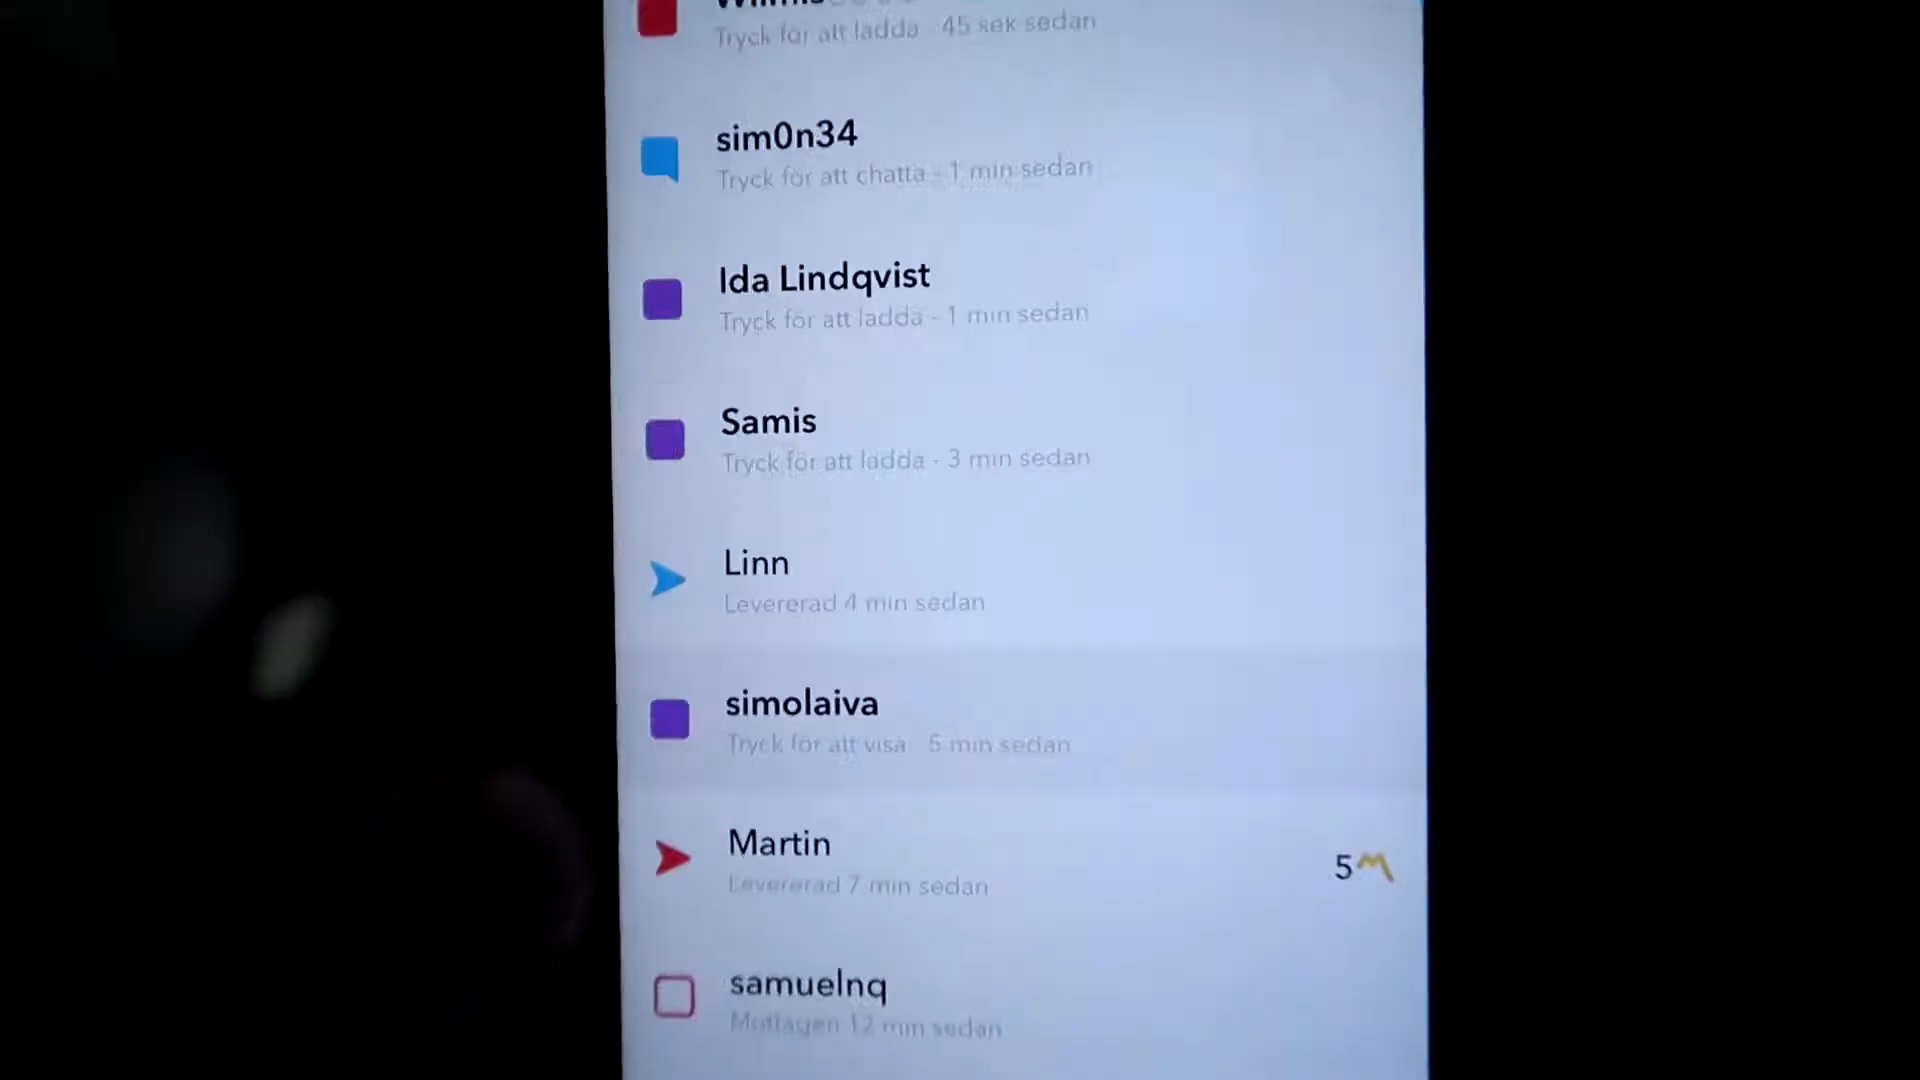 Tryck för att ladda - 45 sek sedan
sim0n34
Tryck för att chatta - 1 min sedan
Ida Lindqvist
Tryck för att ladda - 1 min sedan
Samis
Tryck för att ladda - 3 min sedan
Linn
Levererad 4 min sedan
simolaiva
Tryck för att visa - 5 min sedan
Martin
Levererad 7 min sedan
5
samuelnq
Mottagen 12 min sedan